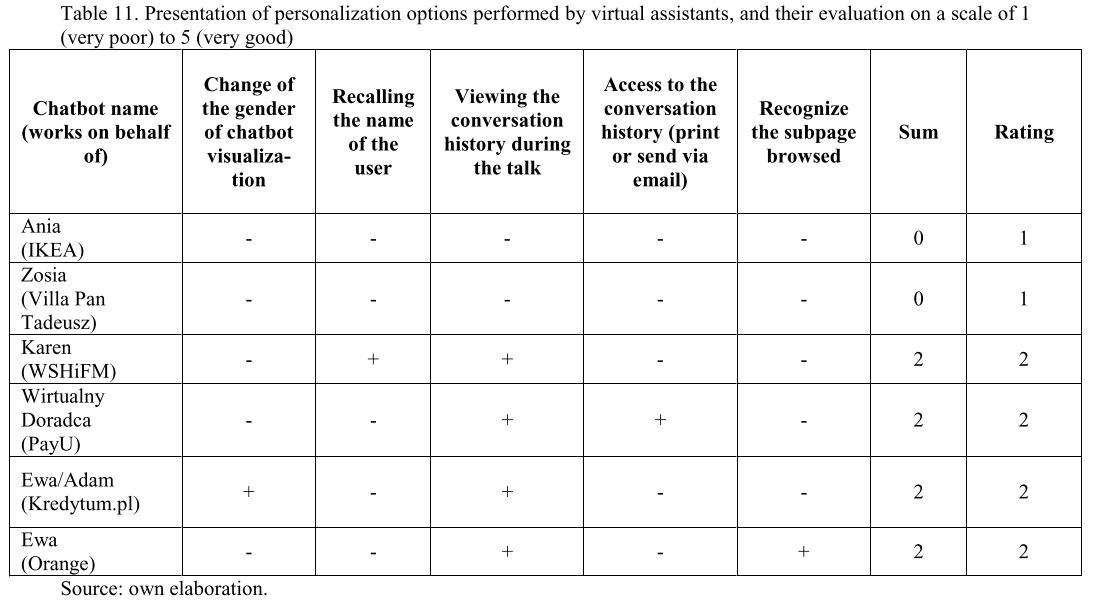 Table 11. Presentation of personalization options performed by virtual assistants, and their evaluation on a scale of 1
(very poor) to 5 (very good)
Chatbot name
(works on behalf
of)
Change of
the gender
of chatbot
visualiza-
tion
Recalling
the name
of the
user
Viewing the
conversation
history during
the talk
Access to the
conversation
history (print
or send via
email)
Recognize
the subpage
browsed
Sum
Rating
Ania
(IKEA)
- - - - - 0 1
Zosia
(Villa Pan
Tadeusz)
- - - - - 0 1
Karen
(WSHiFM)
- + + - - 2 2
Wirtualny
Doradca
(PayU)
- - + + - 2 2
Ewa/Adam
(Kredytum.pl)
+ - + - - 2 2
Ewa
(Orange)
- - + - + 2 2
Source: own elaboration.